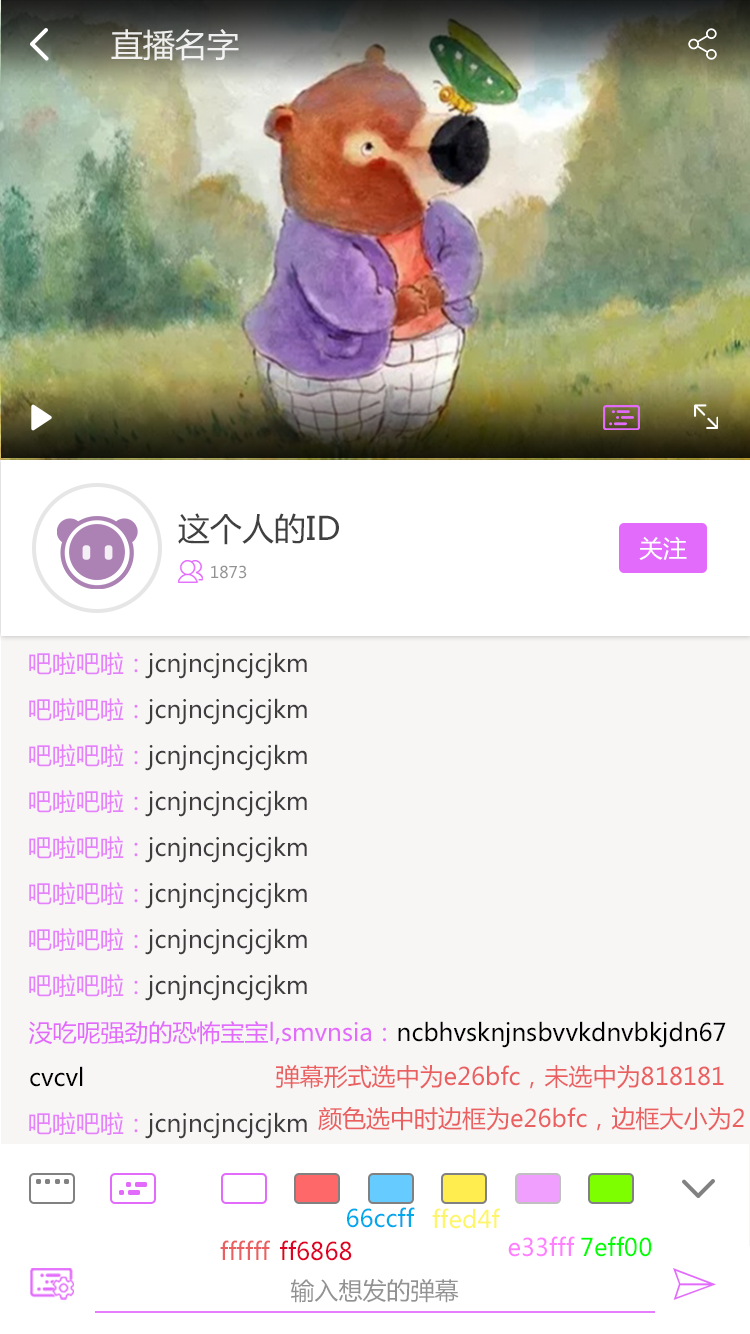 直播名字
这个人的ID
1873
关注
吧啦吧啦：jcnjncjncjcjkm
吧啦吧啦：jcnjncjncjcjkm
吧啦吧啦：jcnjncjncjcjkm
吧啦吧啦：jcnjncjncjcjkm
吧啦吧啦：jcnjncjncjcjkm
吧啦吧啦：jcnjncjncjcjkm
吧啦吧啦：jcnjncjncjcjkm
吧啦吧啦：jcnjncjncjcjkm
没吃呢强劲的恐怖宝宝l,smvnsia：ncbhvsknjnsbvvkdnvbkjdn67
cvcvl
弹幕形式选中为e26bfc，未选中为818181
吧啦吧啦：jcnjncjncjcjkm
颜色选中时边框为e26bfc，边框大小为2
66ccff ffed4f
ffffff ff6868 e33fff 7eff00
输入想发的弹幕